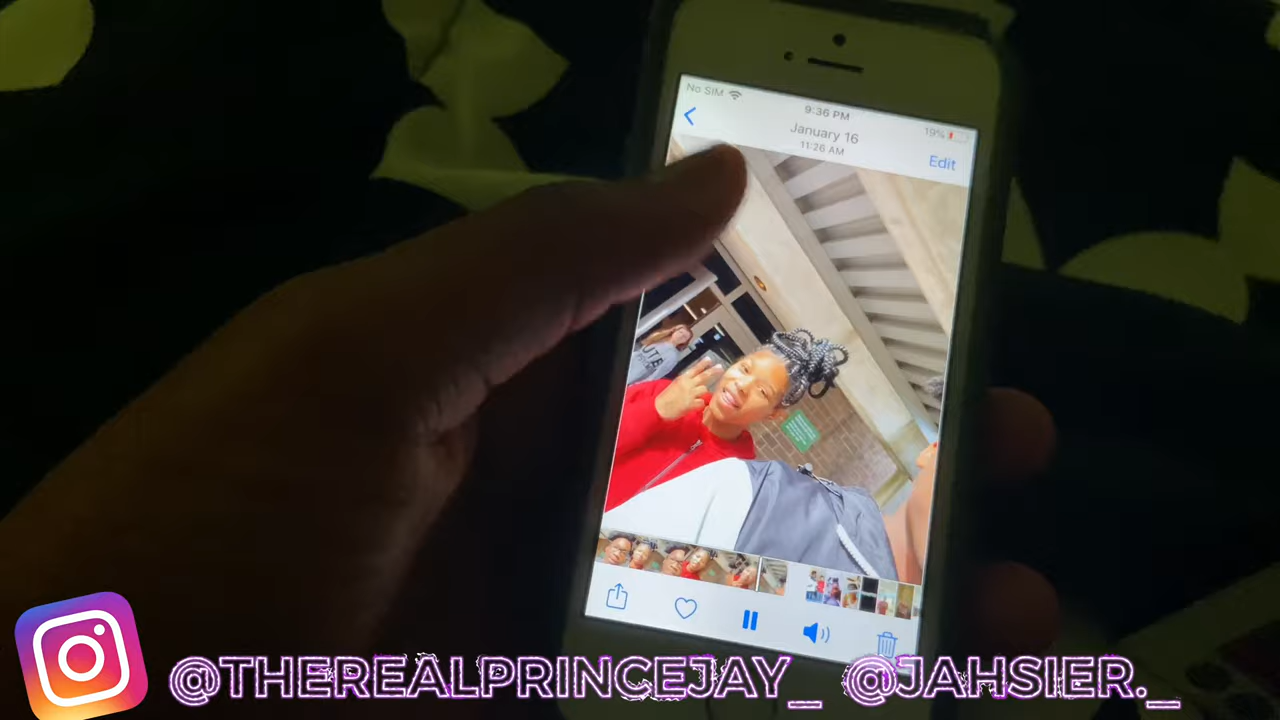 No SIM
9:36 PM
19%
January 16
11:26 AM
Edit
@THEREALPRINCEJAY_ @JAHSIER._